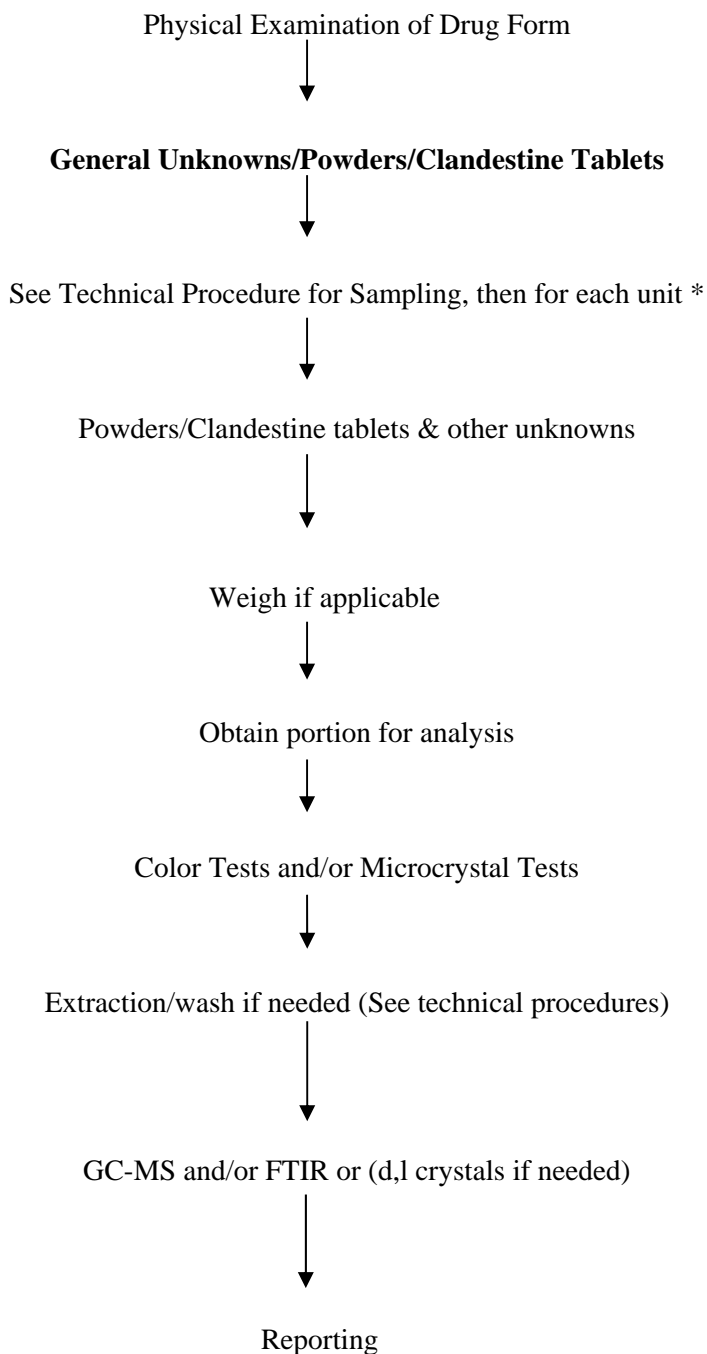 Physical Examination of Drug Form
General Unknowns/Powders/Clandestine Tablets
See Technical Procedure for Sampling, then for each unit *
Powders/Clandestine tablets & other unknowns
Weigh if applicable
Obtain portion for analysis
Color Tests and/or Microcrystal Tests
Extraction/wash if needed (See technical procedures)
GC-MS and/or FTIR or (d,l crystals if needed)
Reporting